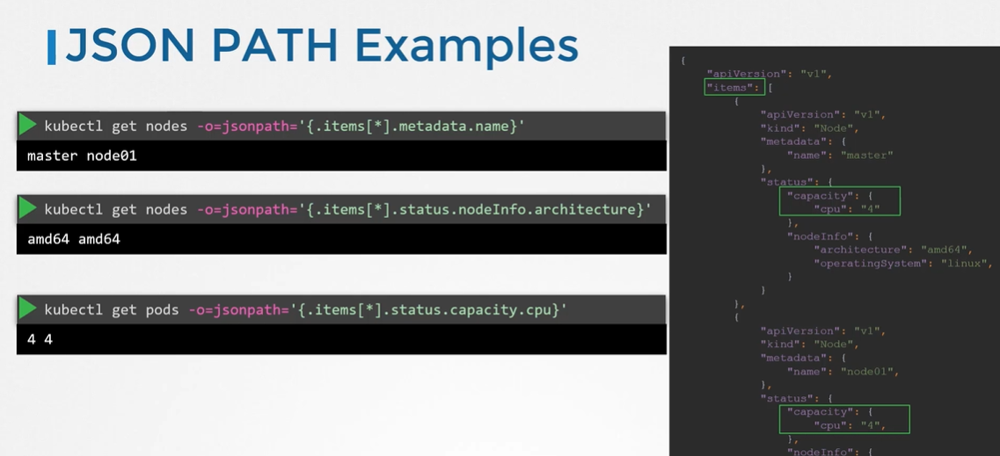 JSON PATH Examples
kubectl get nodes -o=jsonpath='{.items[*].metadata.name}'
master node01
kubectl get nodes -o=jsonpath='{.items[*].status.nodeInfo.architecture}'
amd64 amd64
kubectl get pods -o=jsonpath='{.items[*].status.capacity.cpu}'
4 4
{
"apiVersion": "v1",
"items": [
{
"apiVersion": "v1",
"kind": "Node",
"metadata": {
"name": "master"
},
"status": {
"capacity": {
"cpu": "4"
},
"nodeInfo": {
"architecture": "amd64",
"operatingSystem": "linux",
}
}
},
{
"apiVersion": "v1",
"kind": "Node",
"metadata": {
"name": "node01",
},
"status": {
"capacity": {
"cpu": "4",
},
"nodeInfo": {